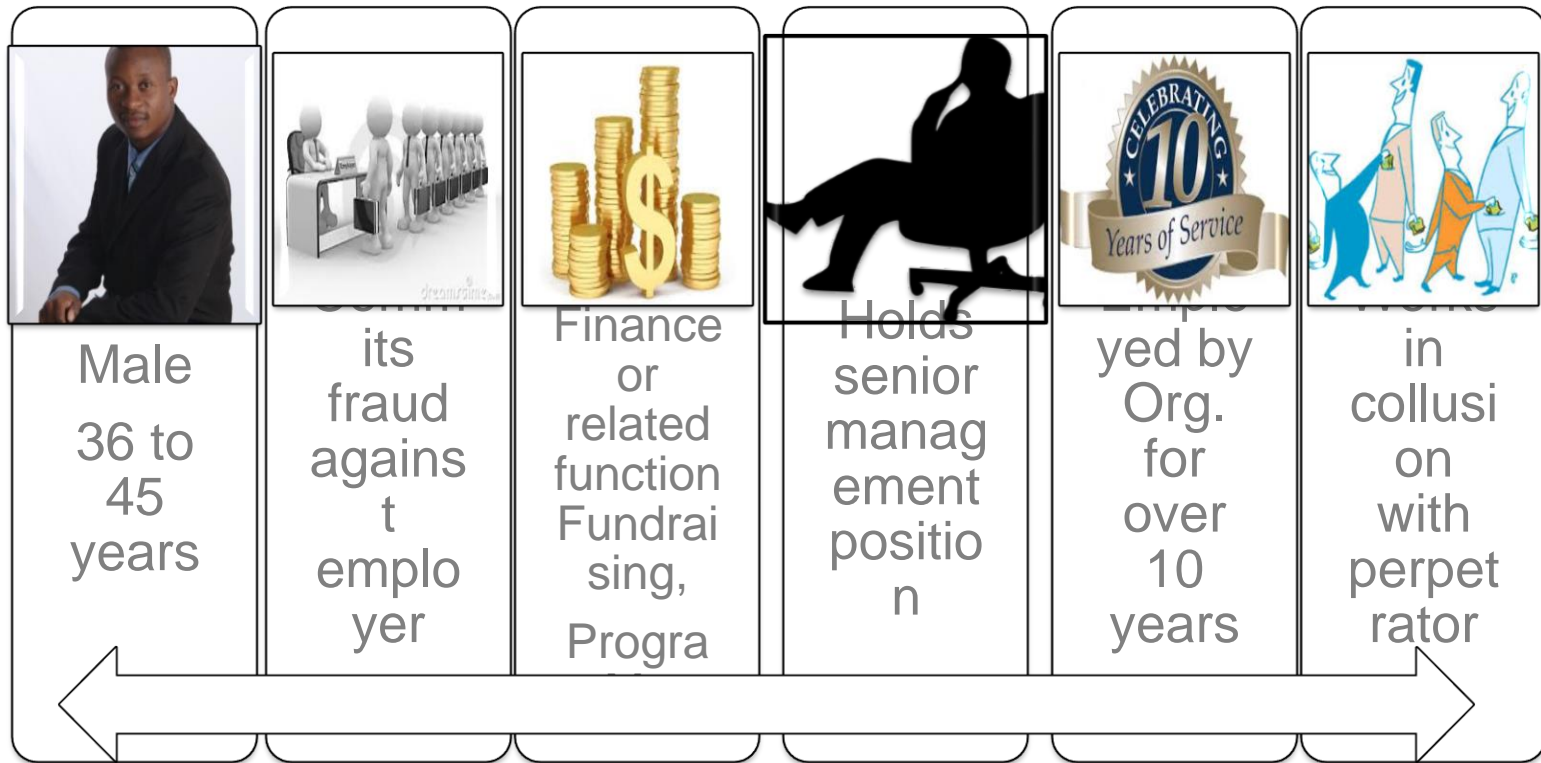 Male
36 to
45
years
its
fraud
agains
t
emplo
yer
dreamstime
Finance
or
related
function
Fundrai
sing,
Progra
Holds
senior
manag
ement
positio
n
CELEBRATING
10
Years of Service
yed by
Org.
for
over
10
years
Works
in
collusi
on
with
perpet
rator